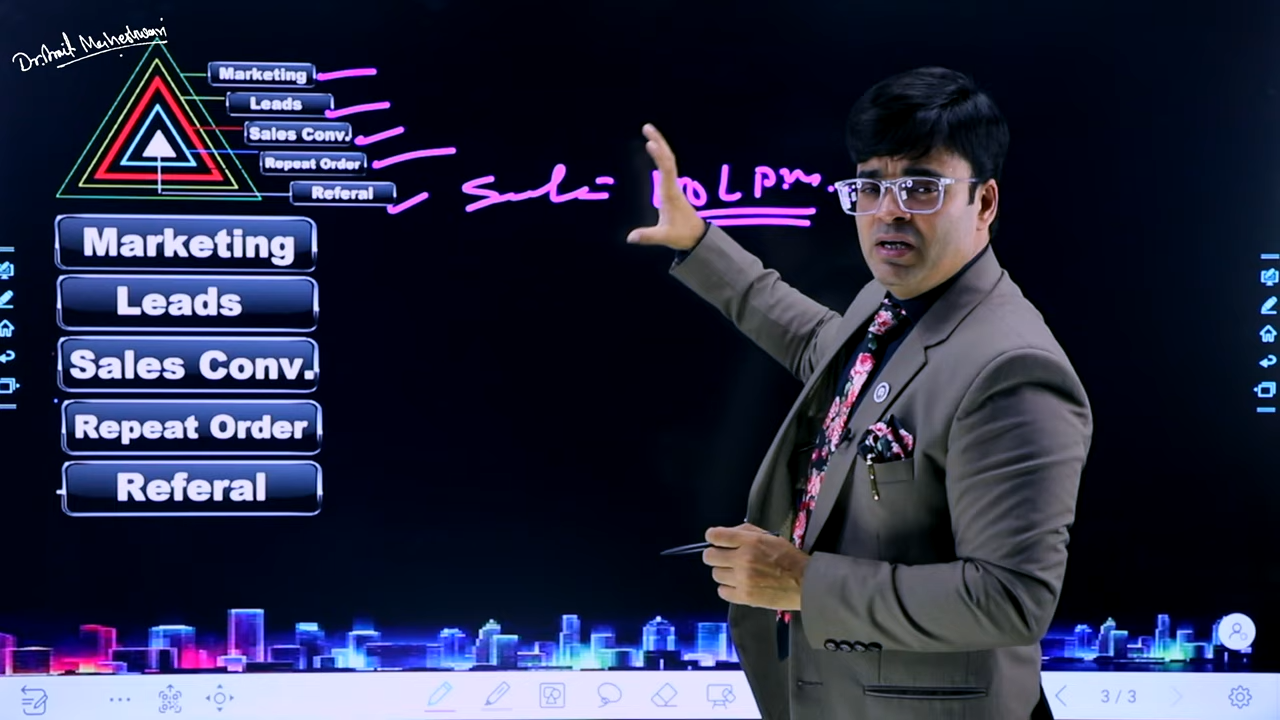 Dr. Amit Maheshwari
Marketing
Leads
Sales Conv.
Repeat Order
Referal
L P.m.
Marketing
Leads
Sales Conv.
Repeat Order
Referal
3/3